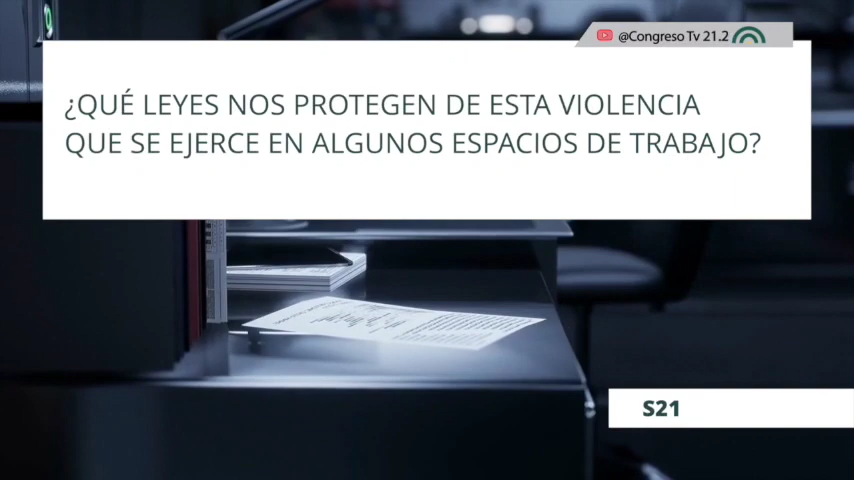 @Congreso Tv 21.2
¿QUÉ LEYES NOS PROTEGEN DE ESTA VIOLENCIA
QUE SE EJERCE EN ALGUNOS ESPACIOS DE TRABAJO?
S21